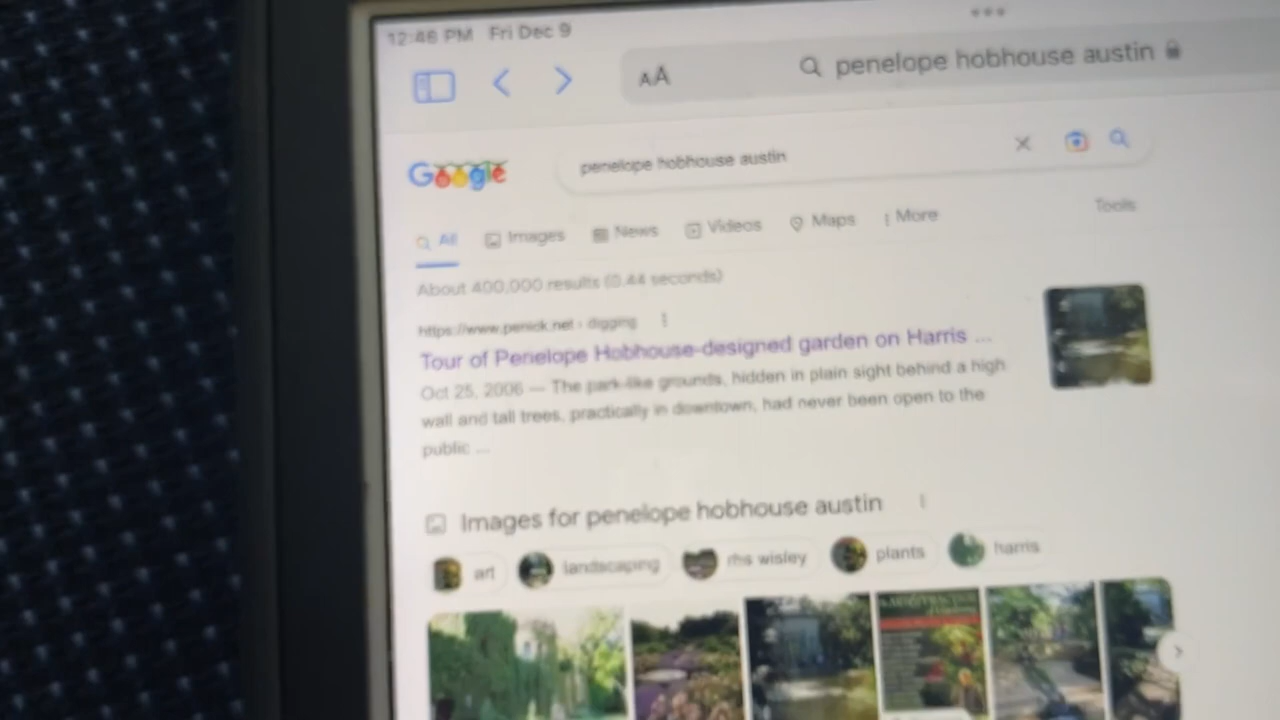 12:46 PM Fri Dec 9
AA penelope hobhouse austin
Google penelope hobhouse austin
All Images News Videos Maps More Tools
About 400,000 results (0.44 seconds)
https://www.penick.net › digging
Tour of Penelope Hobhouse-designed garden on Harris ...
Oct 25, 2006 — The park-like grounds, hidden in plain sight behind a high
wall and tall trees, practically in downtown, had never been open to the
public ...
Images for penelope hobhouse austin
art landscaping rhs wisley plants harris